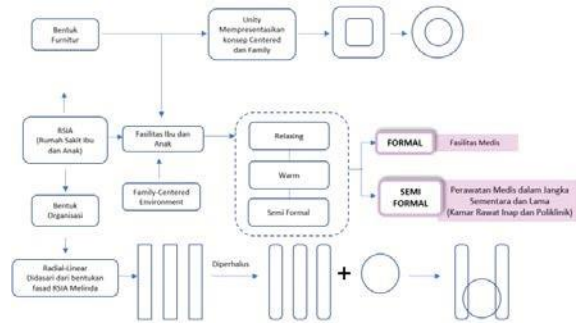 Bentuk
Furnitur
Unity
Mempresentasikan
konsep Centered
dan Family
RSIA
(Rumah Sakit Ibu
dan Anak)
Fasilitas Ibu dan
Anak
Relaxing
Warm
Semi Formal
FORMAL
Fasilitas Medis
SEMI
FORMAL
Perawatan Medis dalam Jangka
Sementara dan Lama
(Kamar Rawat Inap dan Poliklinik)
Family-Centered
Environment
Bentuk
Organisasi
Radial-Linear
Didasari dari bentukan
fasad RSIA Melinda
Diperhalus
+